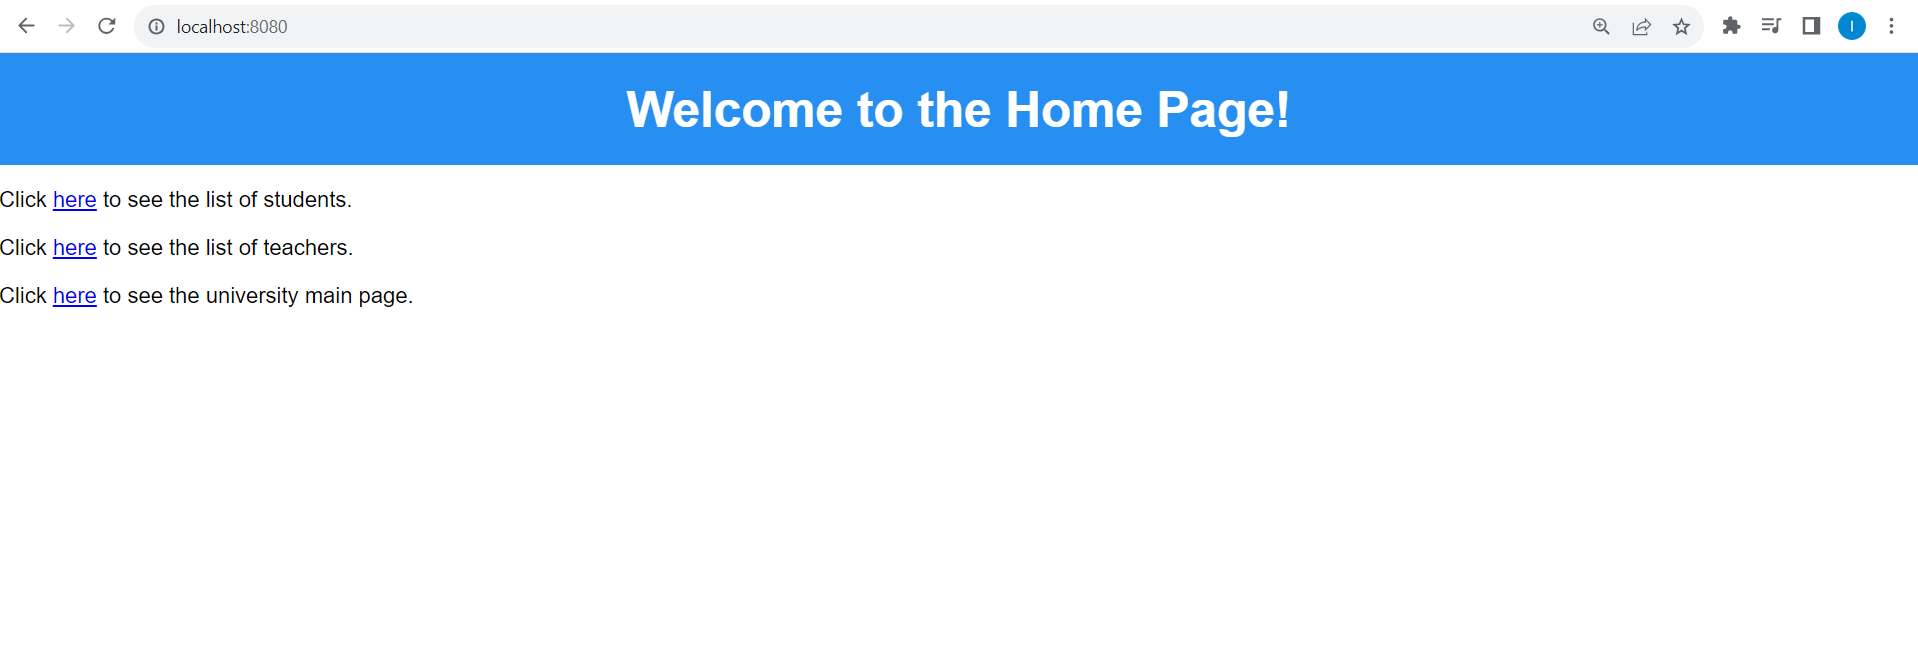 localhost:8080
I
Welcome to the Home Page!
Click here to see the list of students.
Click here to see the list of teachers.
Click here to see the university main page.